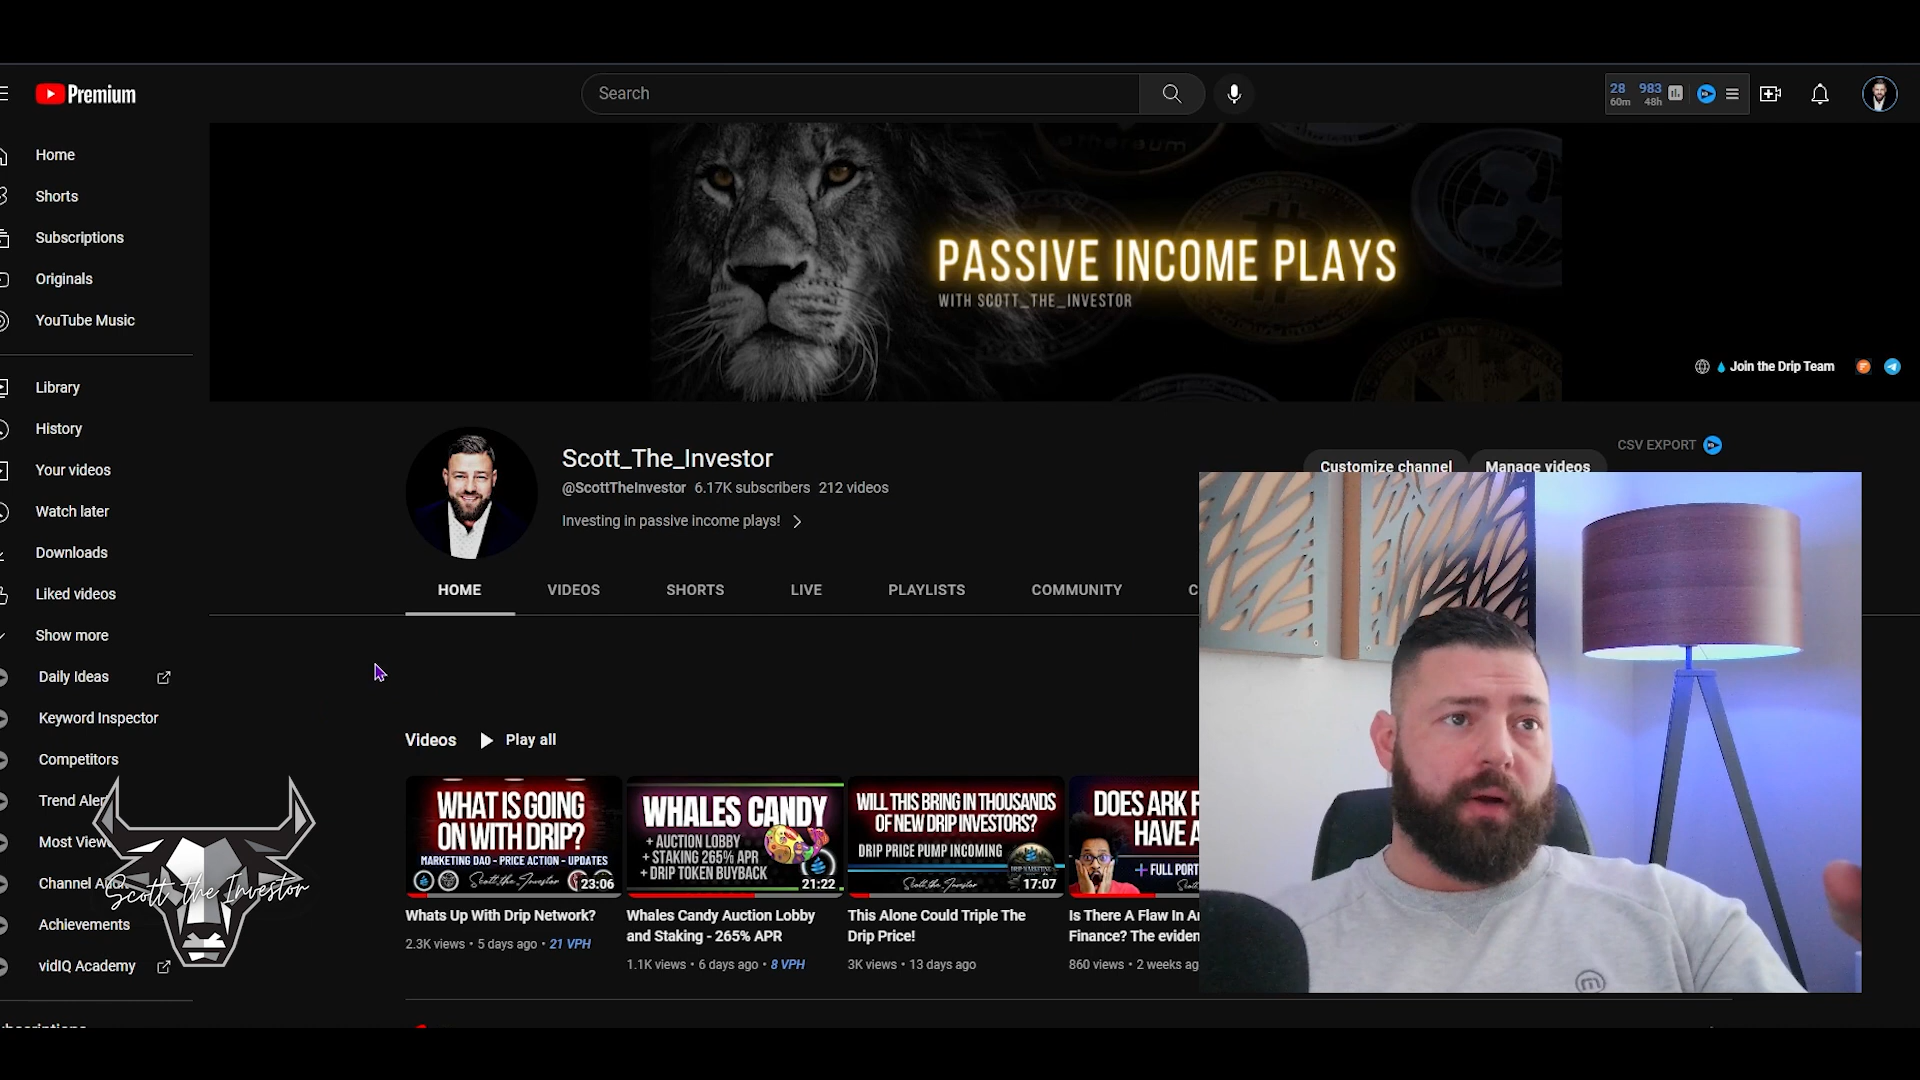 Premium
Search
28 983
60m 48h
Home
Shorts
Subscriptions
Originals
YouTube Music
Library
History
Your videos
Watch later
Downloads
Liked videos
Show more
Daily Ideas
Keyword Inspector
Competitors
Most View
Achievements
vidIQ Academy
Scott the Investor
ethereum
PASSIVE INCOME PLAYS
WITH SCOTT_THE_INVESTOR
Join the Drip Team
Scott_The_Investor
@ScottTheInvestor 6.17K subscribers 212 videos
Investing in passive income plays!
CSV EXPORT
Customize channel Manage videos
HOME VIDEOS SHORTS LIVE PLAYLISTS COMMUNITY C
Videos Play all
WHAT IS GOING
ON WITH DRIP?
MARKETING DAO - PRICE ACTION - UPDATES
Scott the Investor
23:06
Whats Up With Drip Network?
2.3K views • 5 days ago • 21 VPH
WHALES CANDY
+ AUCTION LOBBY
+ STAKING 265% APR
+ DRIP TOKEN BUYBACK
21:22
Whales Candy Auction Lobby
and Staking - 265% APR
1.1K views • 6 days ago • 8 VPH
WILL THIS BRING IN THOUSANDS
OF NEW DRIP INVESTORS?
DRIP PRICE PUMP INCOMING
Scott the Investor
17:07
This Alone Could Triple The
Drip Price!
3K views • 13 days ago
DOES ARK F
HAVE A
+ FULL PORT
Is There A Flaw In Ar
Finance? The eviden
860 views • 2 weeks ag